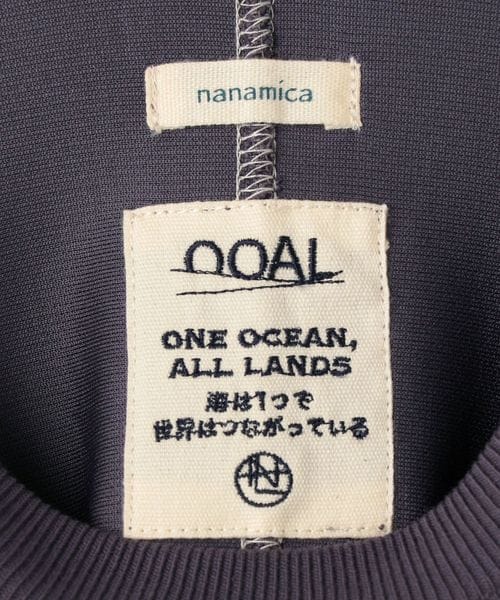 nanamica
OOAL
ONE OCEAN,
ALL LANDS
海は1つで
世界はつながっている